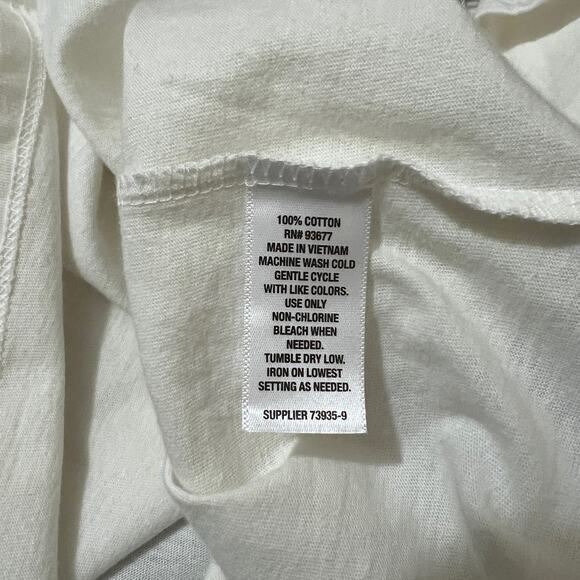 100% COTTON
RN# 93677
MADE IN VIETNAM
MACHINE WASH COLD
GENTLE CYCLE
WITH LIKE COLORS.
USE ONLY
NON-CHLORINE
BLEACH WHEN
NEEDED.
TUMBLE DRY LOW.
IRON ON LOWEST
SETTING AS NEEDED.
SUPPLIER 73935-9